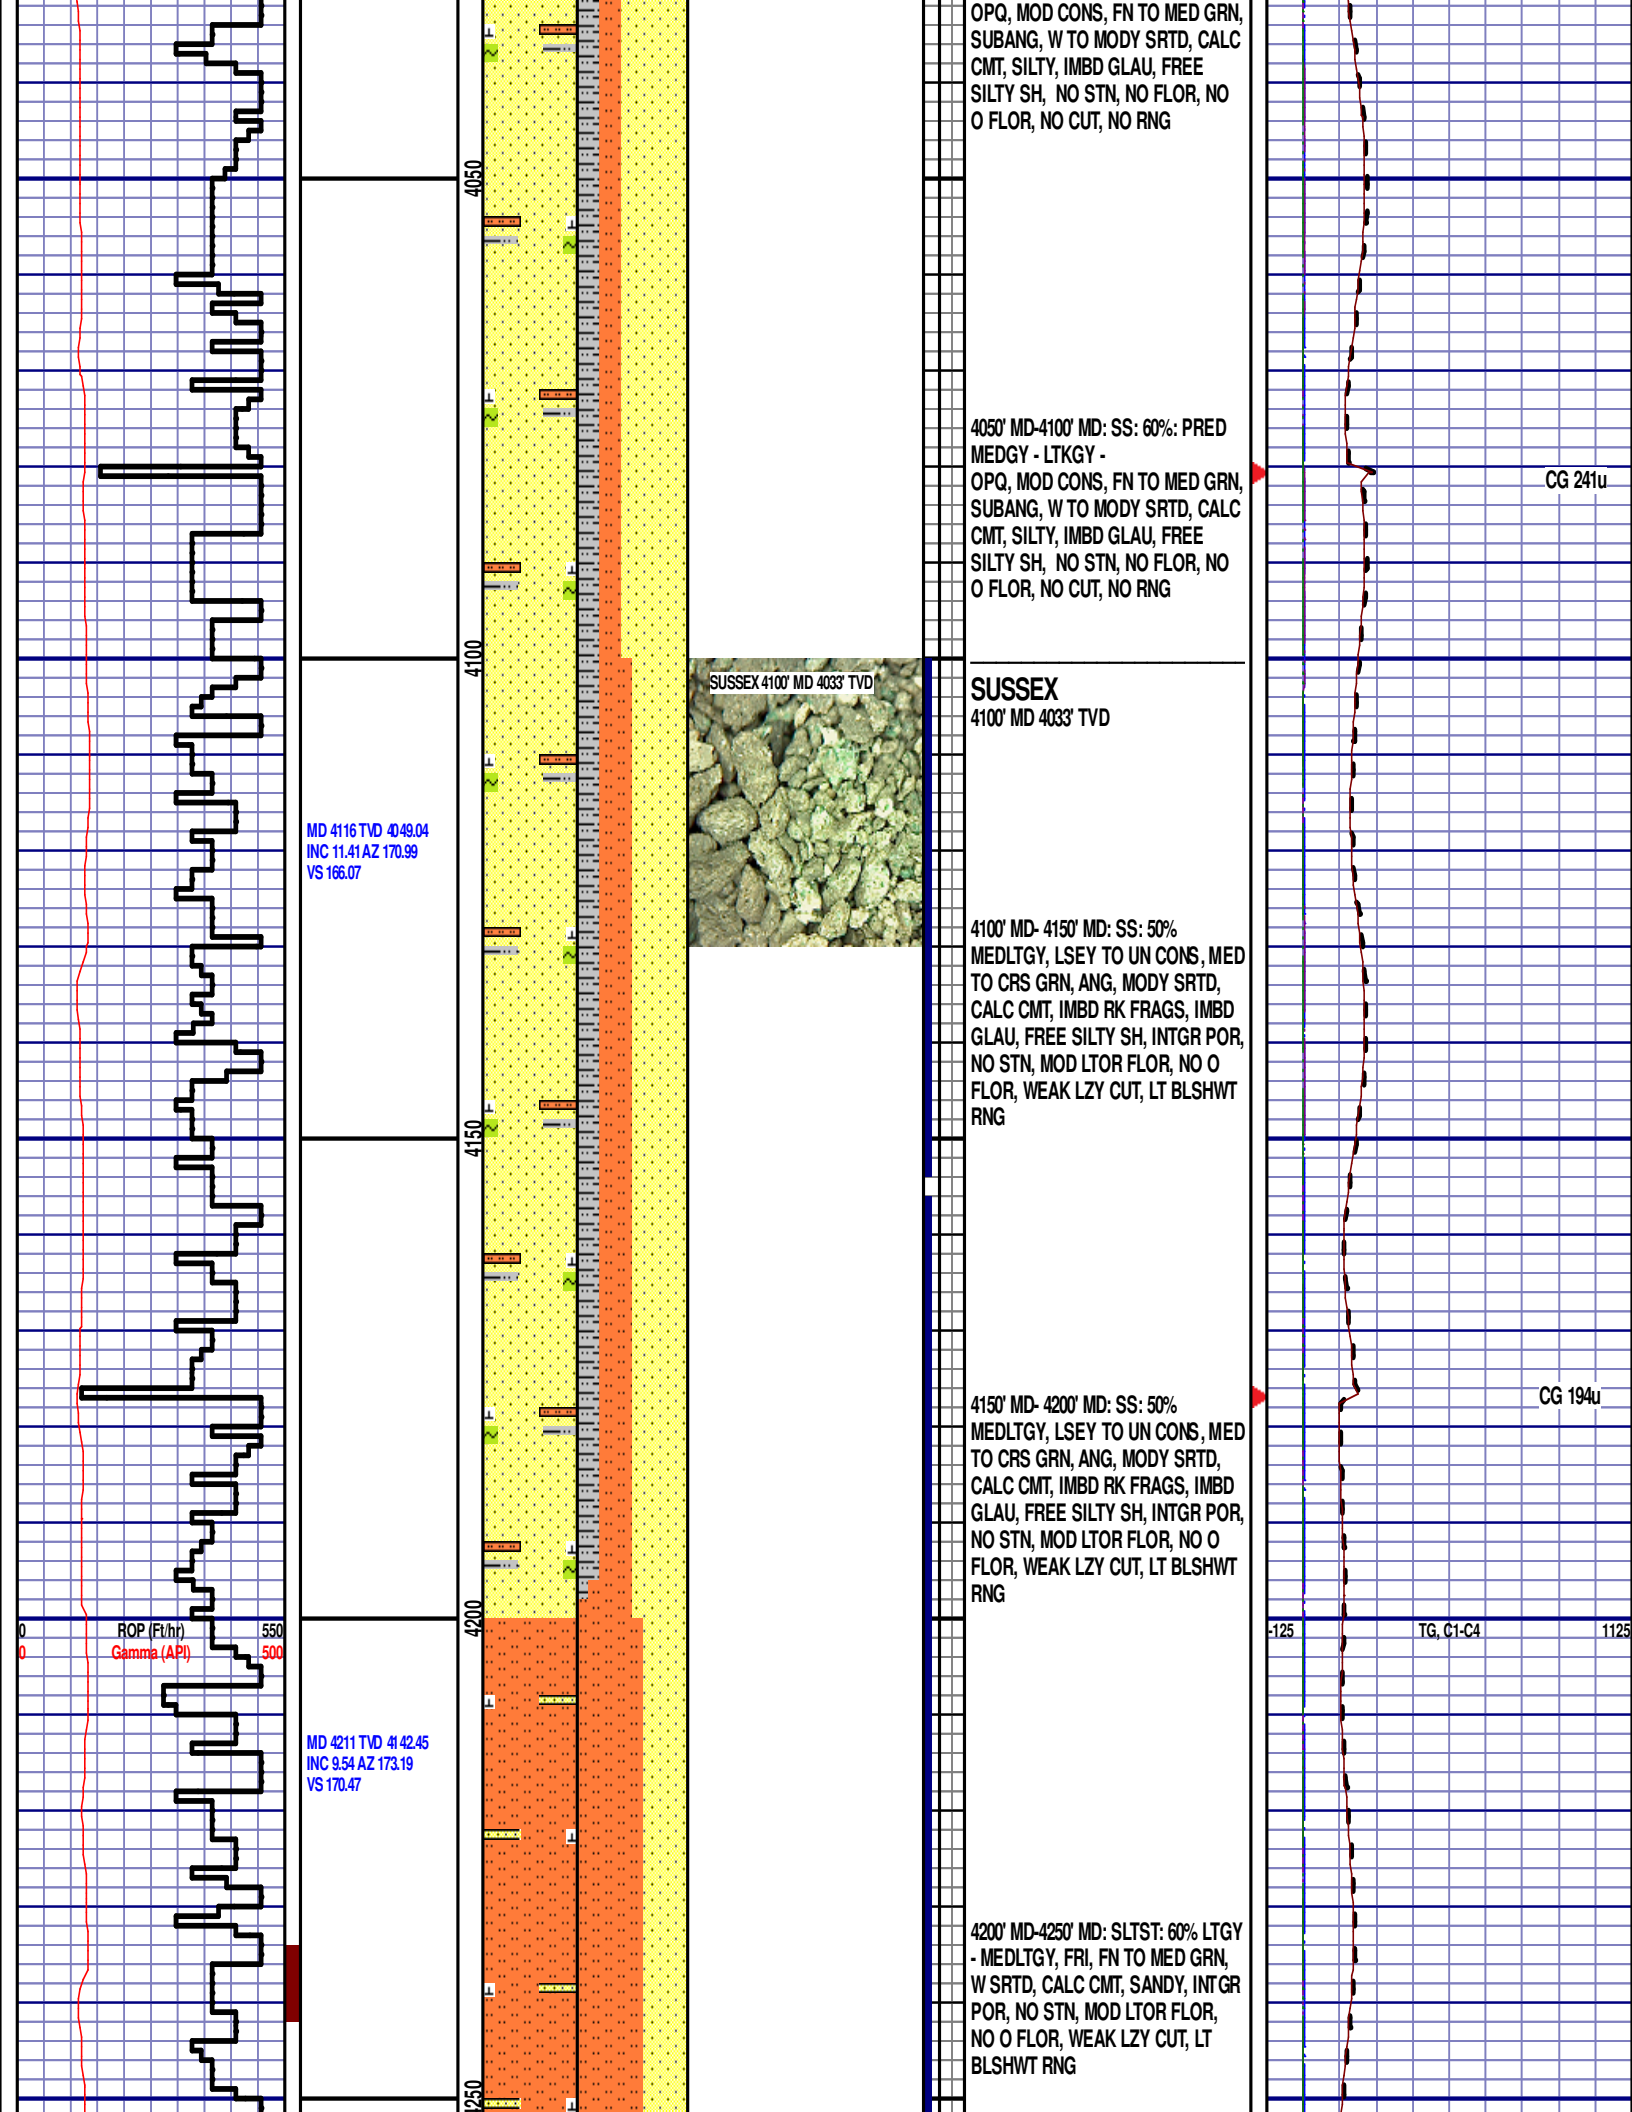 OPQ, MOD CONS, FN TO MED GRN,
SUBANG, W TO MODY SRTD, CALC
CMT, SILTY, IMBD GLAU, FREE
SILTY SH, NO STN, NO FLOR, NO
O FLOR, NO CUT, NO RNG
4050
4050' MD-4100' MD: SS: 60%: PRED
MEDGY - LTKGY -
OPQ, MOD CONS, FN TO MED GRN,
SUBANG, W TO MODY SRTD, CALC
CMT, SILTY, IMBD GLAU, FREE
SILTY SH, NO STN, NO FLOR, NO
O FLOR, NO CUT, NO RNG
CG 241u
4100
SUSSEX 4100' MD 4033' TVD
SUSSEX
4100' MD 4033' TVD
MD 4116 TVD 4049.04
INC 11.41 AZ 170.99
VS 166.07
4100' MD- 4150' MD: SS: 50%
MEDLTGY, LSEY TO UN CONS, MED
TO CRS GRN, ANG, MODY SRTD,
CALC CMT, IMBD RK FRAGS, IMBD
GLAU, FREE SILTY SH, INTGR POR,
NO STN, MOD LTOR FLOR, NO O
FLOR, WEAK LZY CUT, LT BLSHWT
RNG
4150
4150' MD- 4200' MD: SS: 50%
MEDLTGY, LSEY TO UN CONS, MED
TO CRS GRN, ANG, MODY SRTD,
CALC CMT, IMBD RK FRAGS, IMBD
GLAU, FREE SILTY SH, INTGR POR,
NO STN, MOD LTOR FLOR, NO O
FLOR, WEAK LZY CUT, LT BLSHWT
RNG
CG 194u
4200
0 ROP (Ft/hr) 550
0 Gamma (API) 500
-125 TG, C1-C4 1125
MD 4211 TVD 4142.45
INC 9.54 AZ 173.19
VS 170.47
4200' MD-4250' MD: SLTST: 60% LTGY
- MEDLTGY, FRI, FN TO MED GRN,
W SRTD, CALC CMT, SANDY, INTGR
POR, NO STN, MOD LTOR FLOR,
NO O FLOR, WEAK LZY CUT, LT
BLSHWT RNG
4250